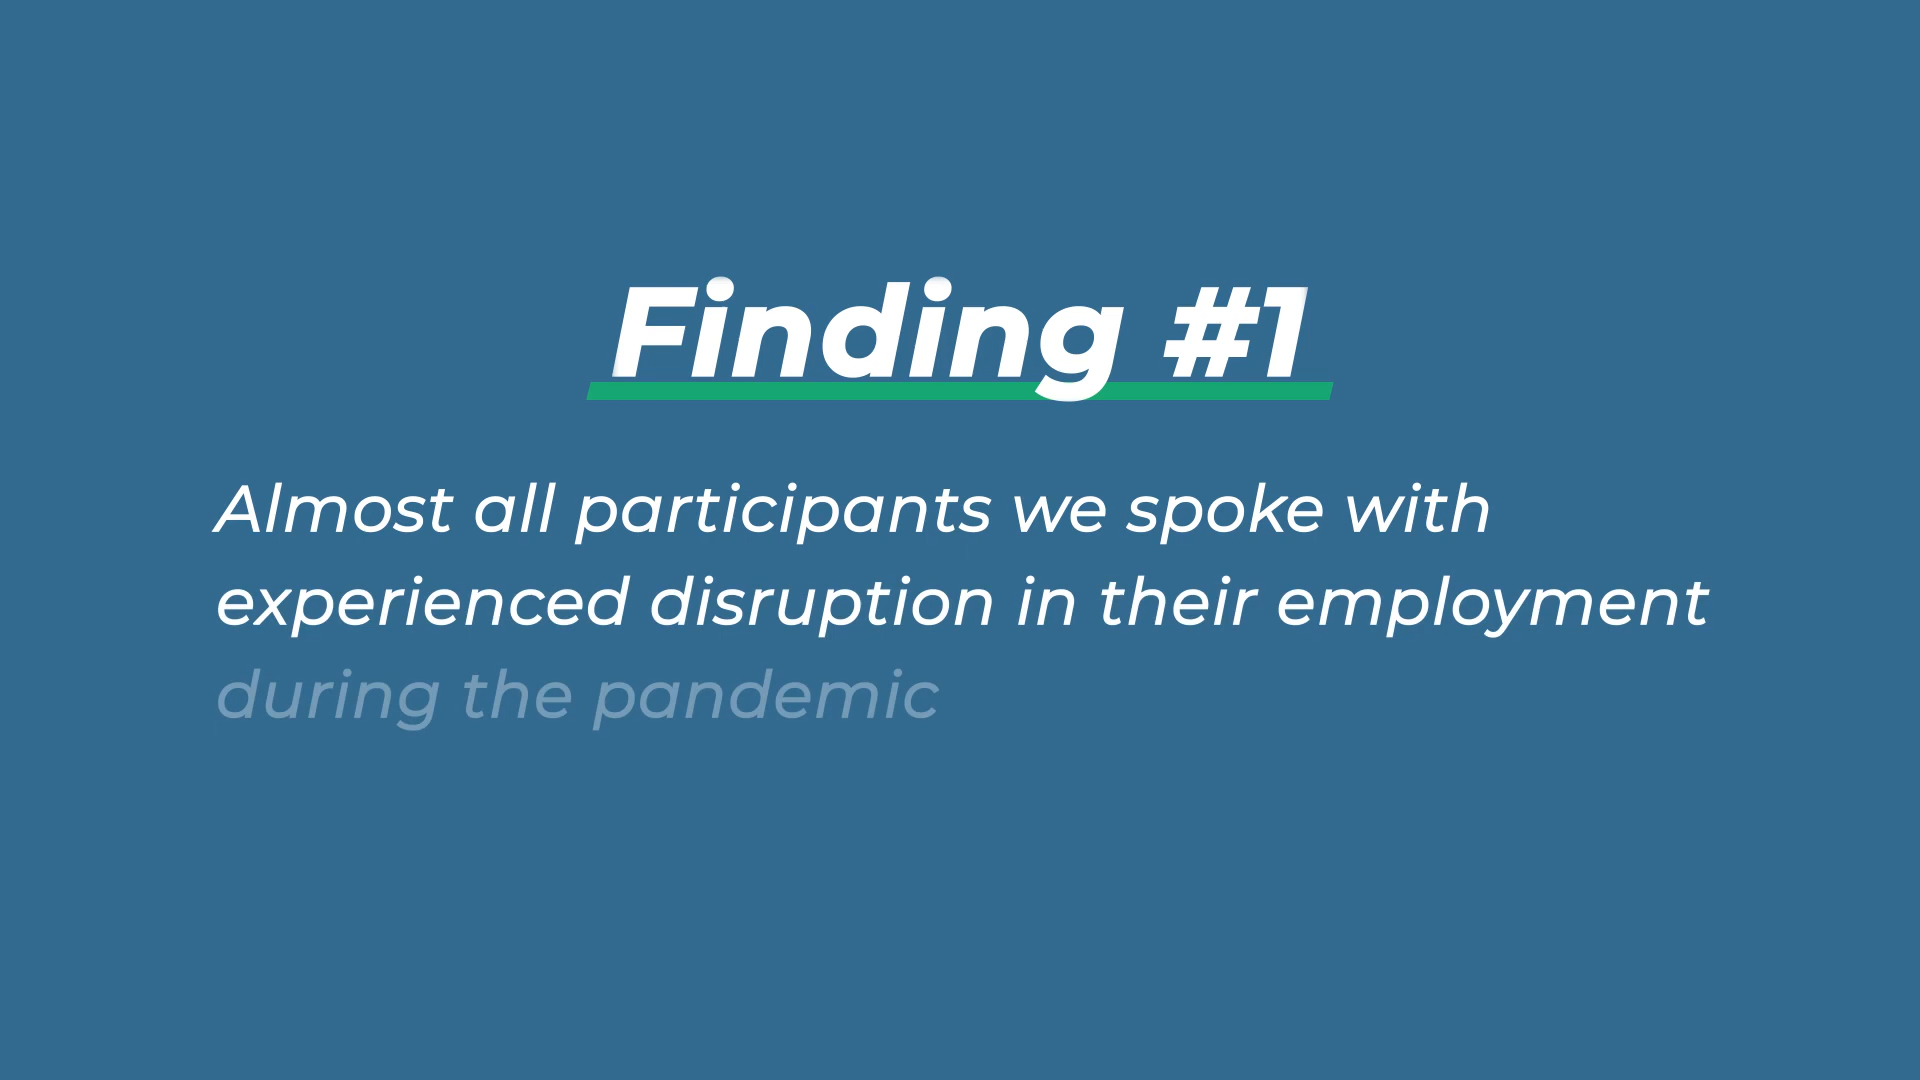 Finding #1
Almost all participants we spoke with
experienced disruption in their employment
during the pandemic